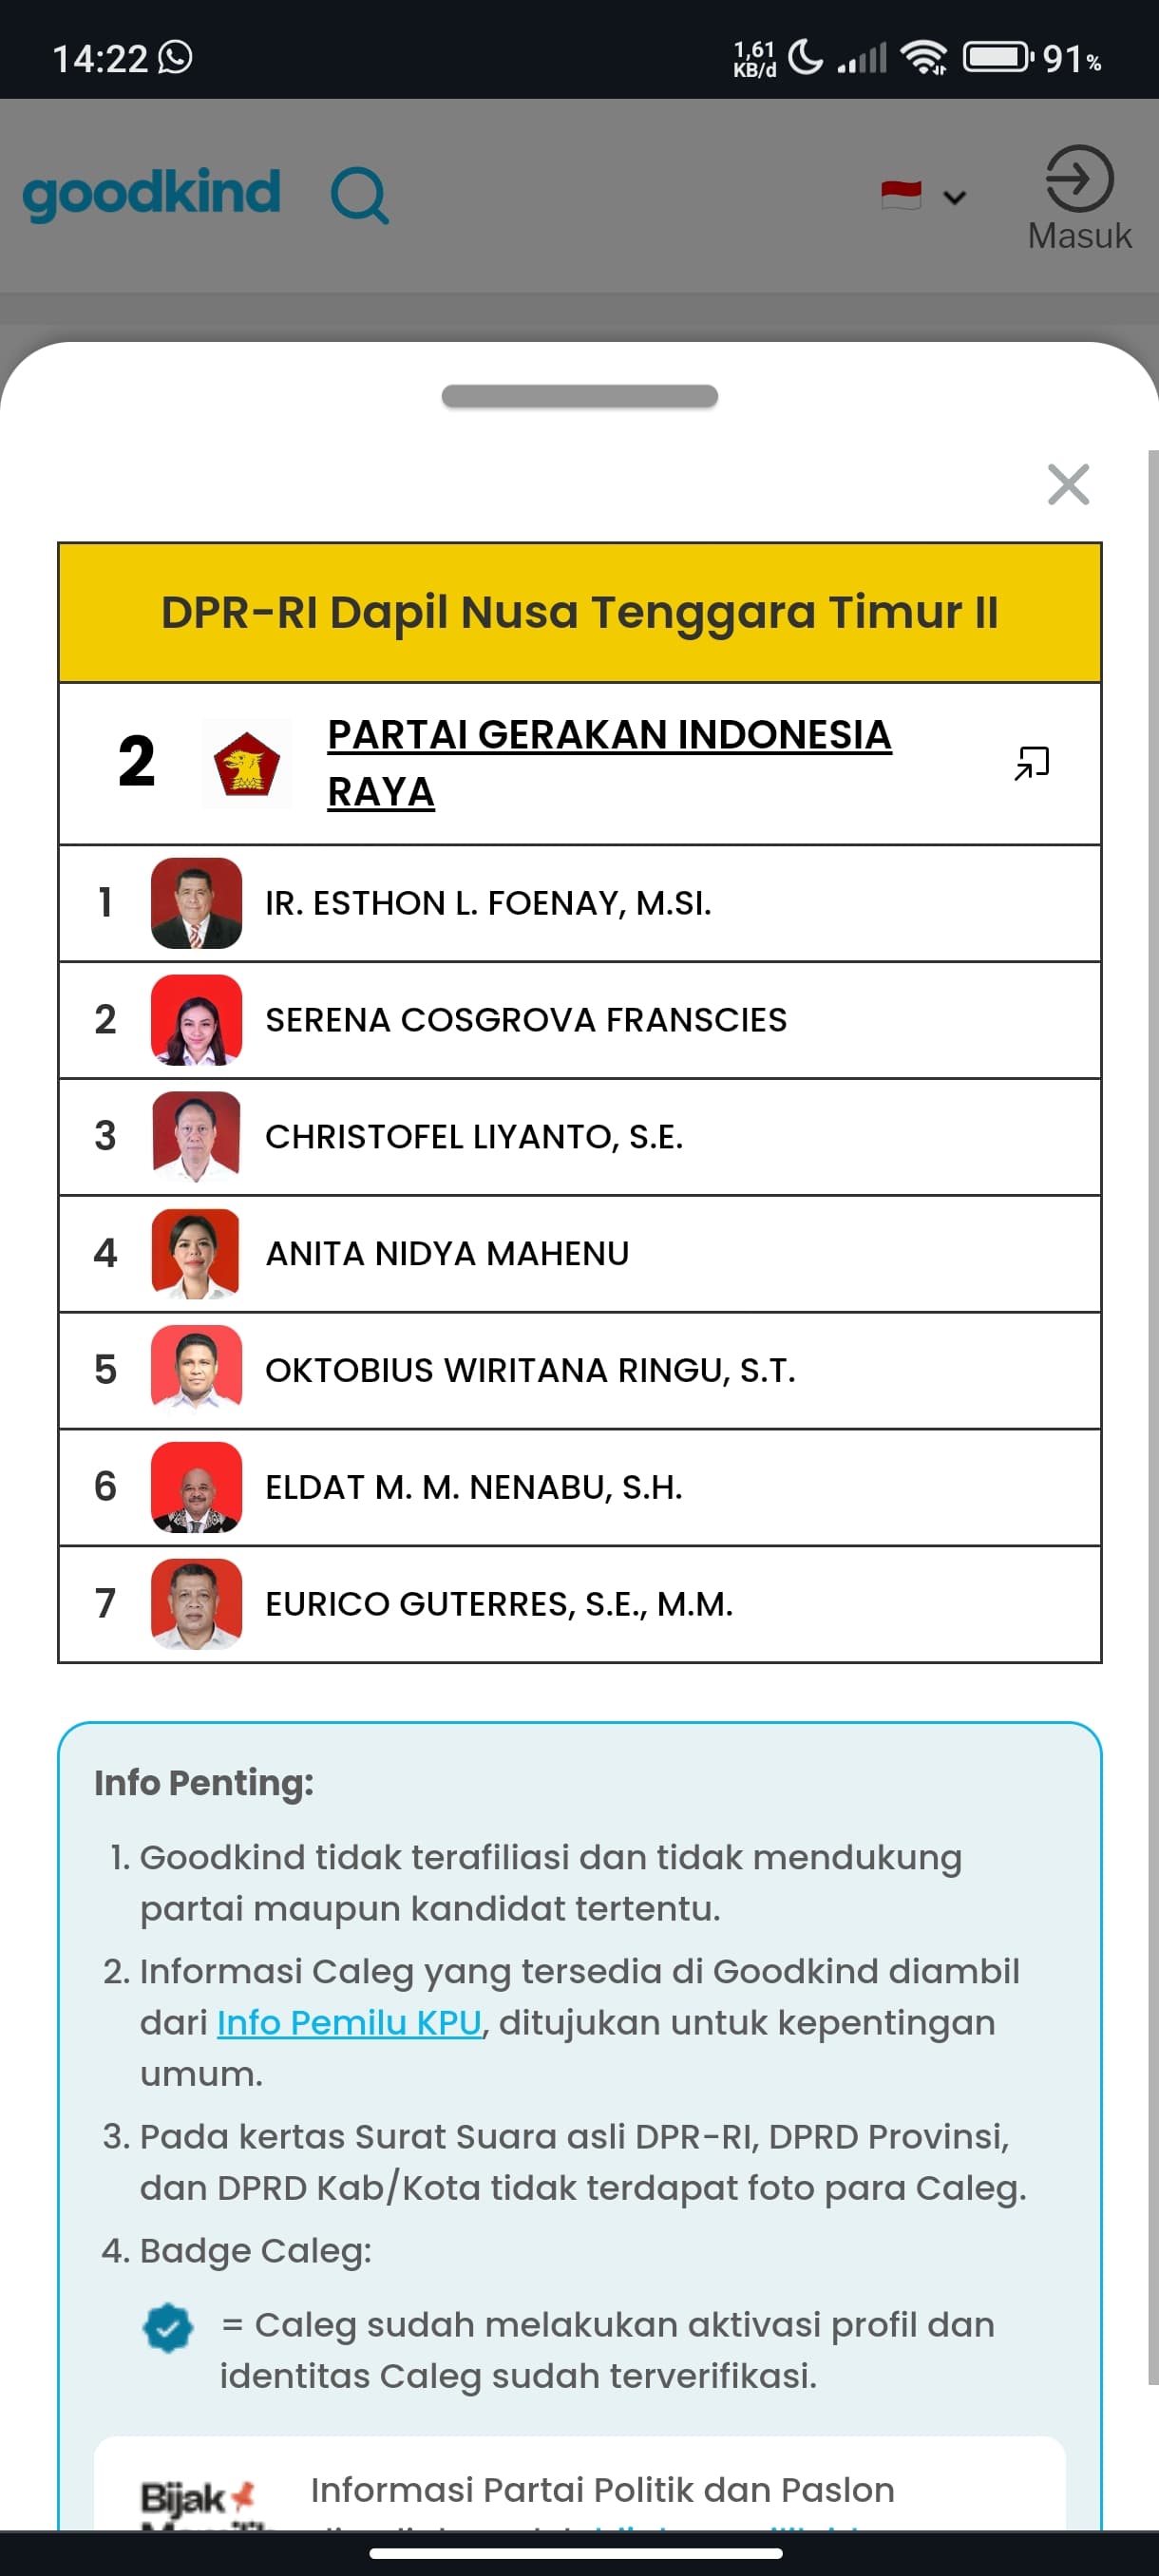 14:22
1,61 KB/d
91%
goodkind
Masuk
DPR-RI Dapil Nusa Tenggara Timur II
2 PARTAI GERAKAN INDONESIA
RAYA
1 IR. ESTHON L. FOENAY, M.SI.
2 SERENA COSGROVA FRANSCIES
3 CHRISTOFEL LIYANTO, S.E.
4 ANITA NIDYA MAHENU
5 OKTOBIUS WIRITANA RINGU, S.T.
6 ELDAT M. M. NENABU, S.H.
7 EURICO GUTERRES, S.E., M.M.
Info Penting:
1. Goodkind tidak terafiliasi dan tidak mendukung
partai maupun kandidat tertentu.
2. Informasi Caleg yang tersedia di Goodkind diambil
dari Info Pemilu KPU, ditujukan untuk kepentingan
umum.
3. Pada kertas Surat Suara asli DPR-RI, DPRD Provinsi,
dan DPRD Kab/Kota tidak terdapat foto para Caleg.
4. Badge Caleg:
= Caleg sudah melakukan aktivasi profil dan
identitas Caleg sudah terverifikasi.
Bijak
Informasi Partai Politik dan Paslon